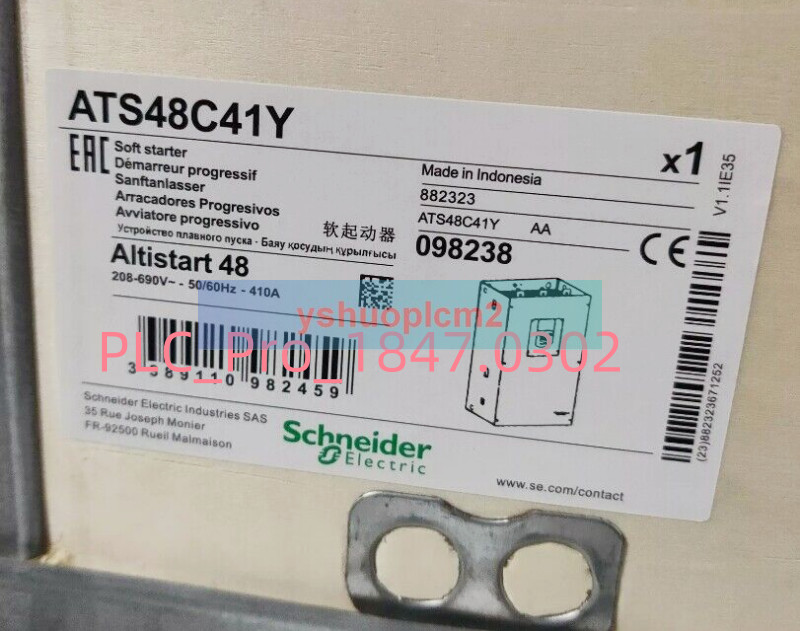 ATS48C41Y
x1
EAC
Soft starter
Démarreur progressif
Sanftanlasser
Arracadores Progresivos
Avviatore progressivo
软起动器
Устройство плавного пуска - Баяу қосудың құрылғысы
Altistart 48
208-690V~ - 50/60Hz - 410A
Made in Indonesia
882323
ATS48C41Y AA
098238
CE
V1.1IE35
yshuoplcm2
PLC_Pro_1847.0302
3 389110 982459
(23)882323671252
Schneider Electric Industries SAS
35 Rue Joseph Monier
FR-92500 Rueil Malmaison
Schneider
Electric
www.se.com/contact